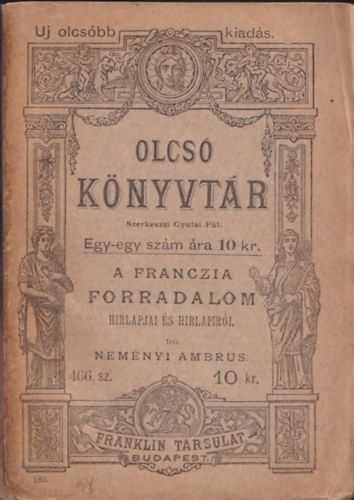 Uj olcsóbb kiadás.
OLCSÓ
KÖNYVTÁR
Szerkeszti Gyulai Pál.
Egy-egy szám ára 10 kr.
A FRANCZIA
FORRADALOM
HIRLAPJAI ÉS HIRLAPIRÓI.
Irta
NEMÉNYI AMBRUS.
466. sz. 10 kr.
FRANKLIN TARSULAT
BUDAPEST.